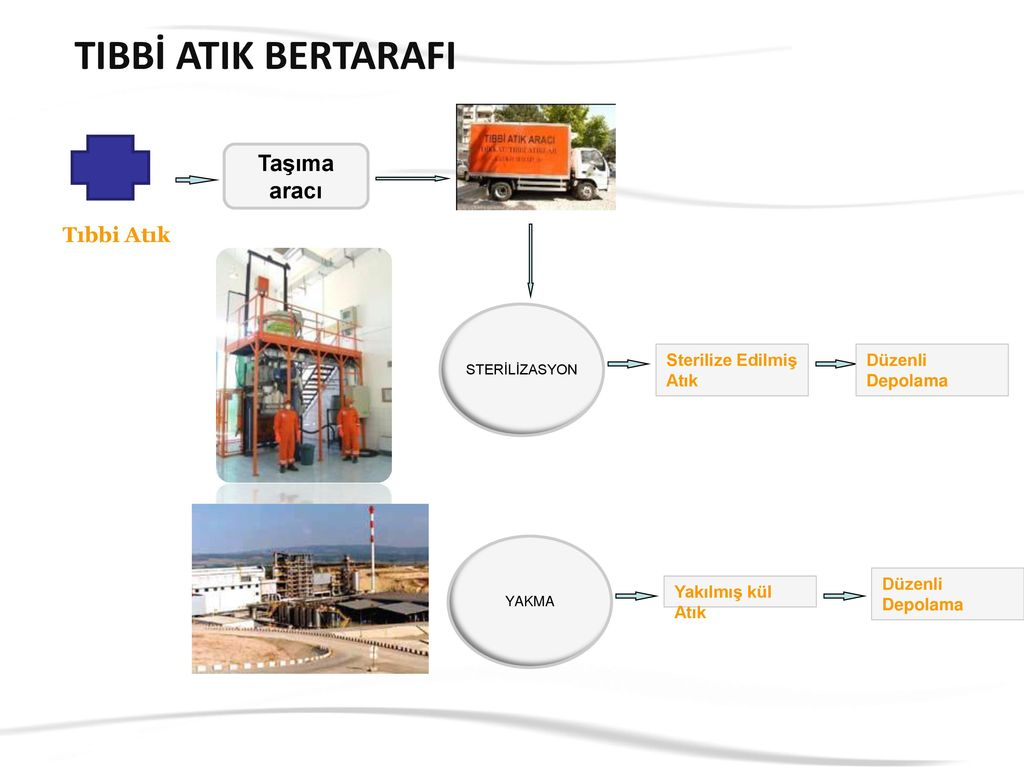 TIBBİ ATIK BERTARAFI
Taşıma
aracı
TIBBİ ATIK ARACI
Tıbbi Atık
STERİLİZASYON
Sterilize Edilmiş
Atık
Düzenli
Depolama
YAKMA
Yakılmış kül
Atık
Düzenli
Depolama